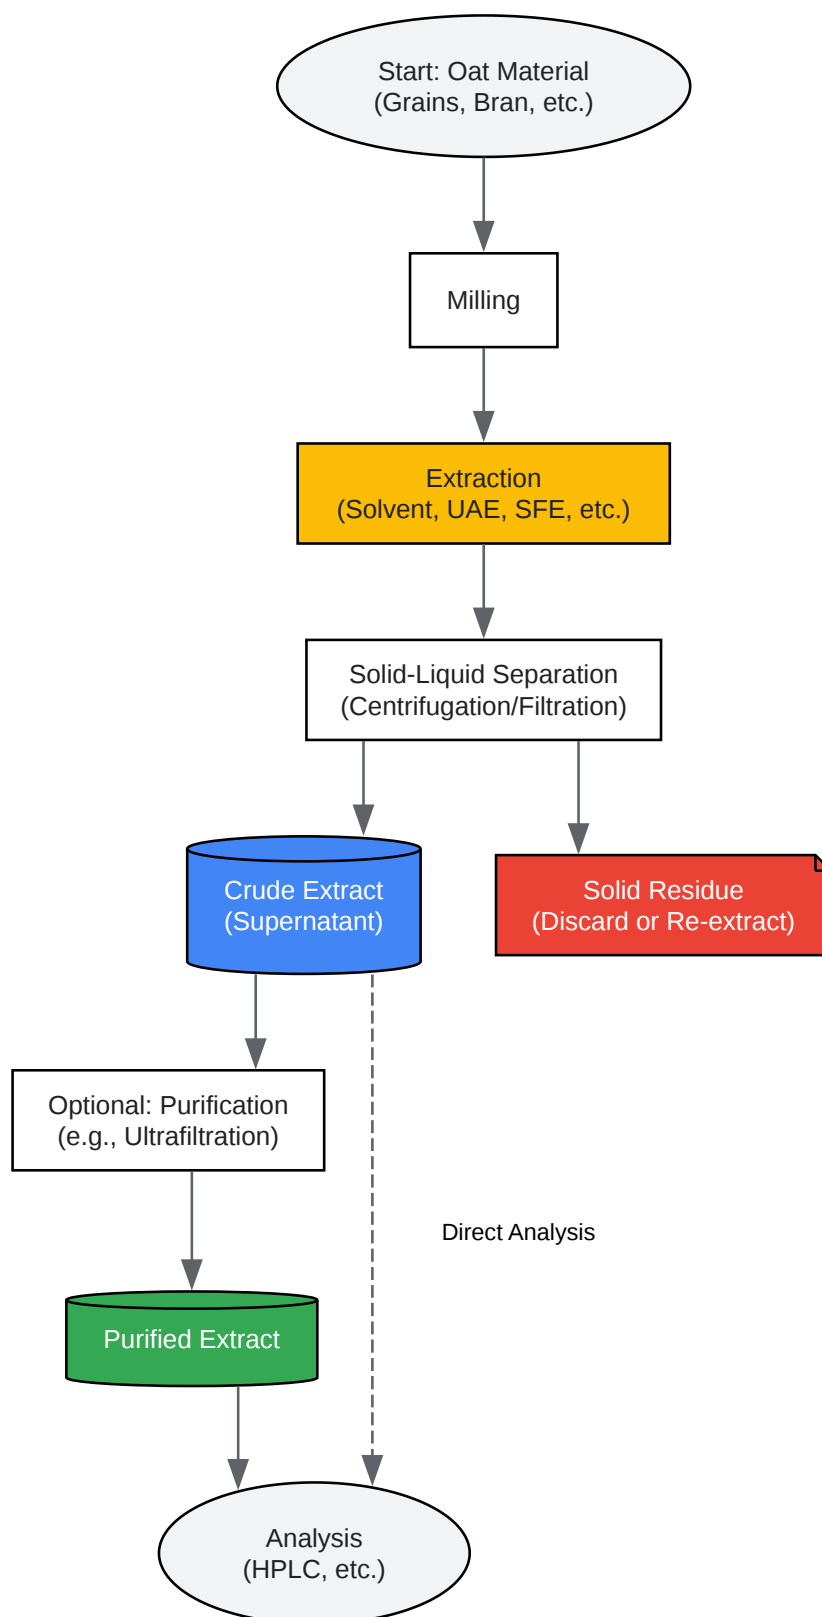 Start: Oat Material
(Grains, Bran, etc.)
Milling
Extraction
(Solvent, UAE, SFE, etc.)
Solid-Liquid Separation
(Centrifugation/Filtration)
Crude Extract
(Supernatant)
Solid Residue
(Discard or Re-extract)
Optional: Purification
(e.g., Ultrafiltration)
Direct Analysis
Purified Extract
Analysis
(HPLC, etc.)